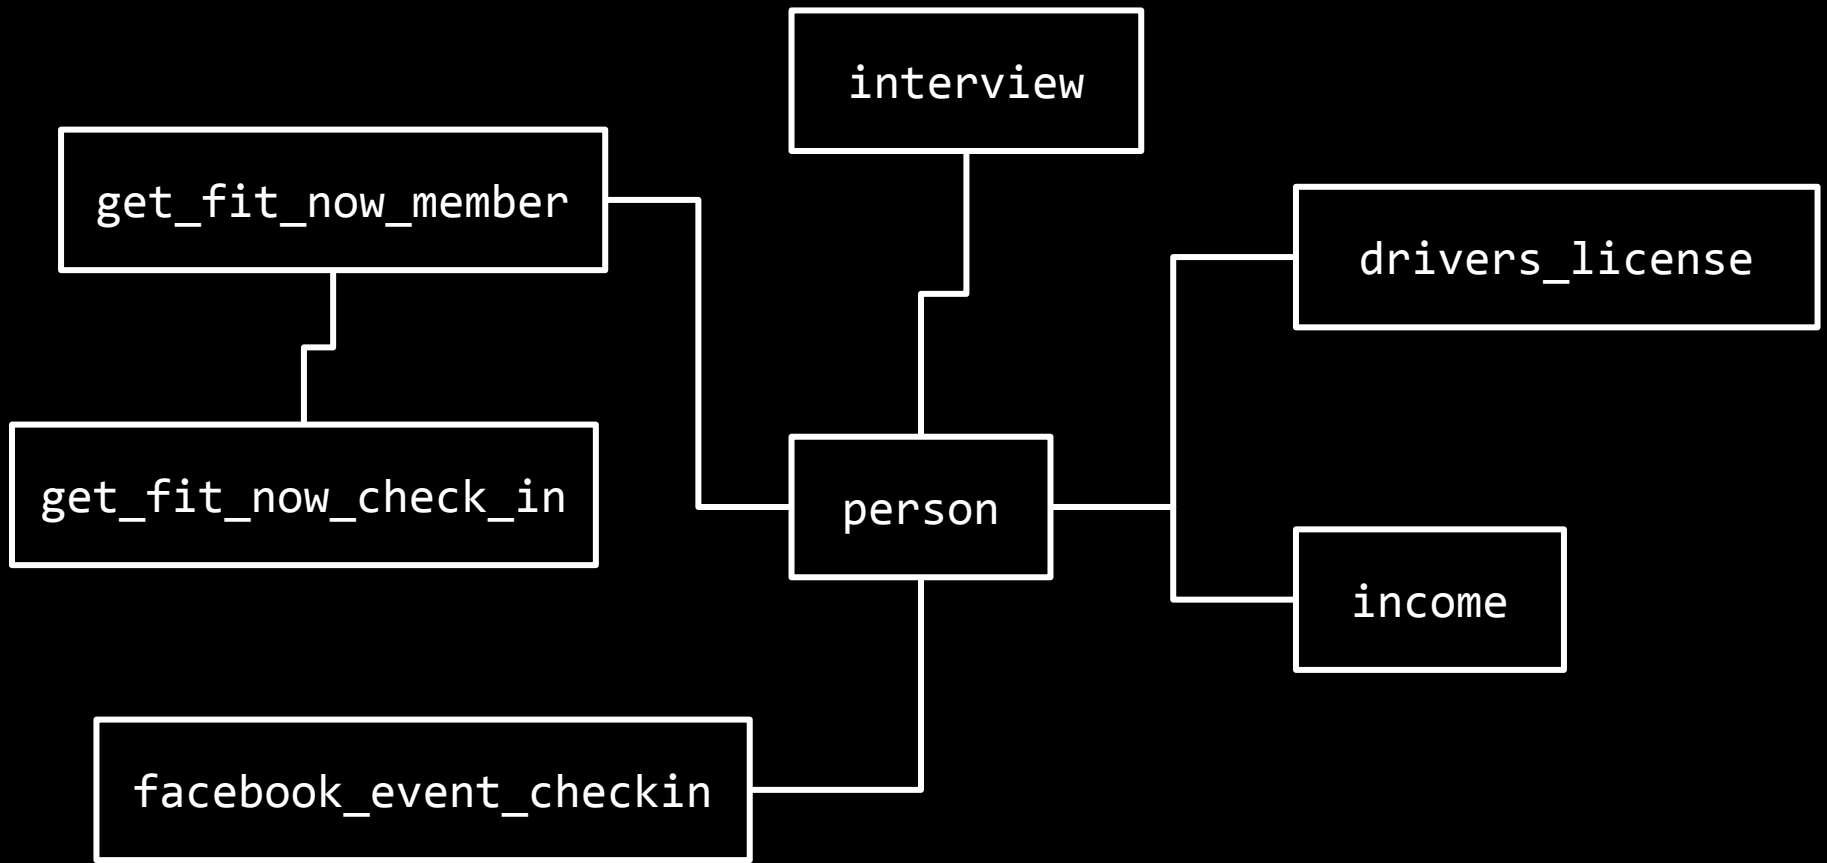 interview
get_fit_now_member
drivers_license
get_fit_now_check_in
person
income
facebook_event_checkin